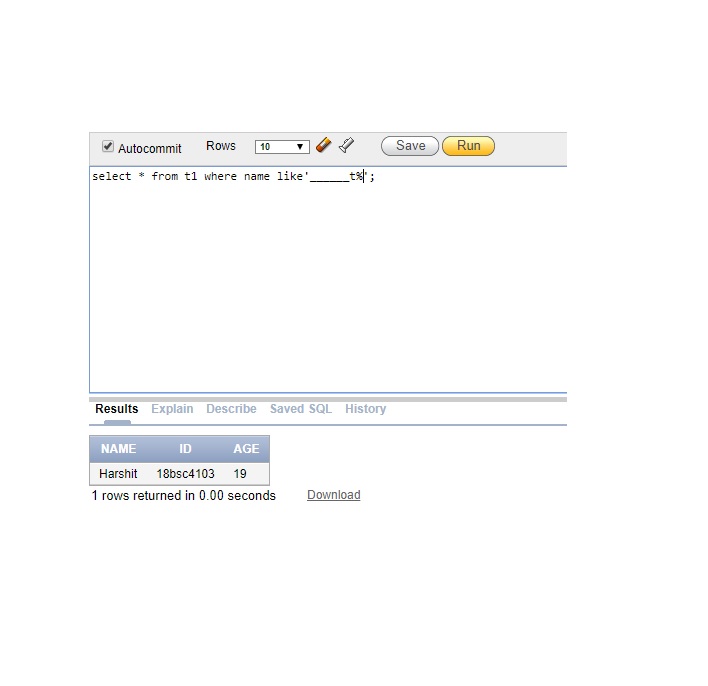 Autocommit Rows 10 Save Run
select * from t1 where name like'______t%';
Results Explain Describe Saved SQL History
NAME ID AGE
Harshit 18bsc4103 19
1 rows returned in 0.00 seconds Download